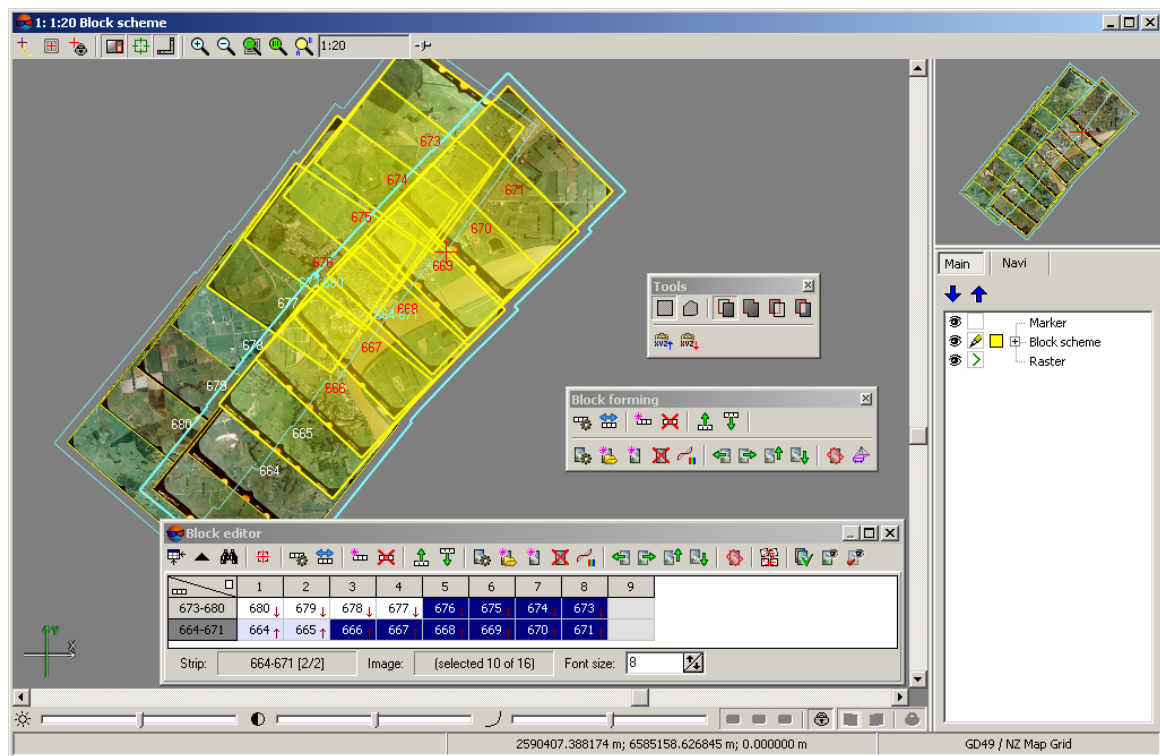 1: 1:20 Block scheme
1:20
673
674
671
675
670
676
669
673-680
677
668
664-671
678
667
679
666
680
665
664
Y
X
Main
Navi
Marker
Block scheme
Raster
Tools
XYZ
XYZ
Block forming
Block editor
1 2 3 4 5 6 7 8 9
673-680 680 679 678 677 676 675 674 673
664-671 664 665 666 667 668 669 670 671
Strip: 664-671 [2/2] Image: (selected 10 of 16) Font size: 8
2590407.388174 m; 6585158.626845 m; 0.000000 m
GD49 / NZ Map Grid